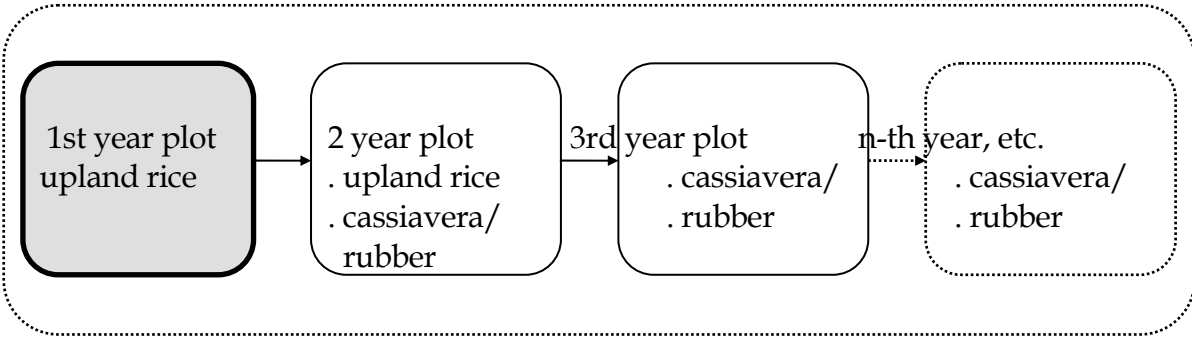 1st year plot
upland rice
2 year plot
. upland rice
. cassiavera/
rubber
3rd year plot
. cassiavera/
. rubber
n-th year, etc.
. cassiavera/
. rubber